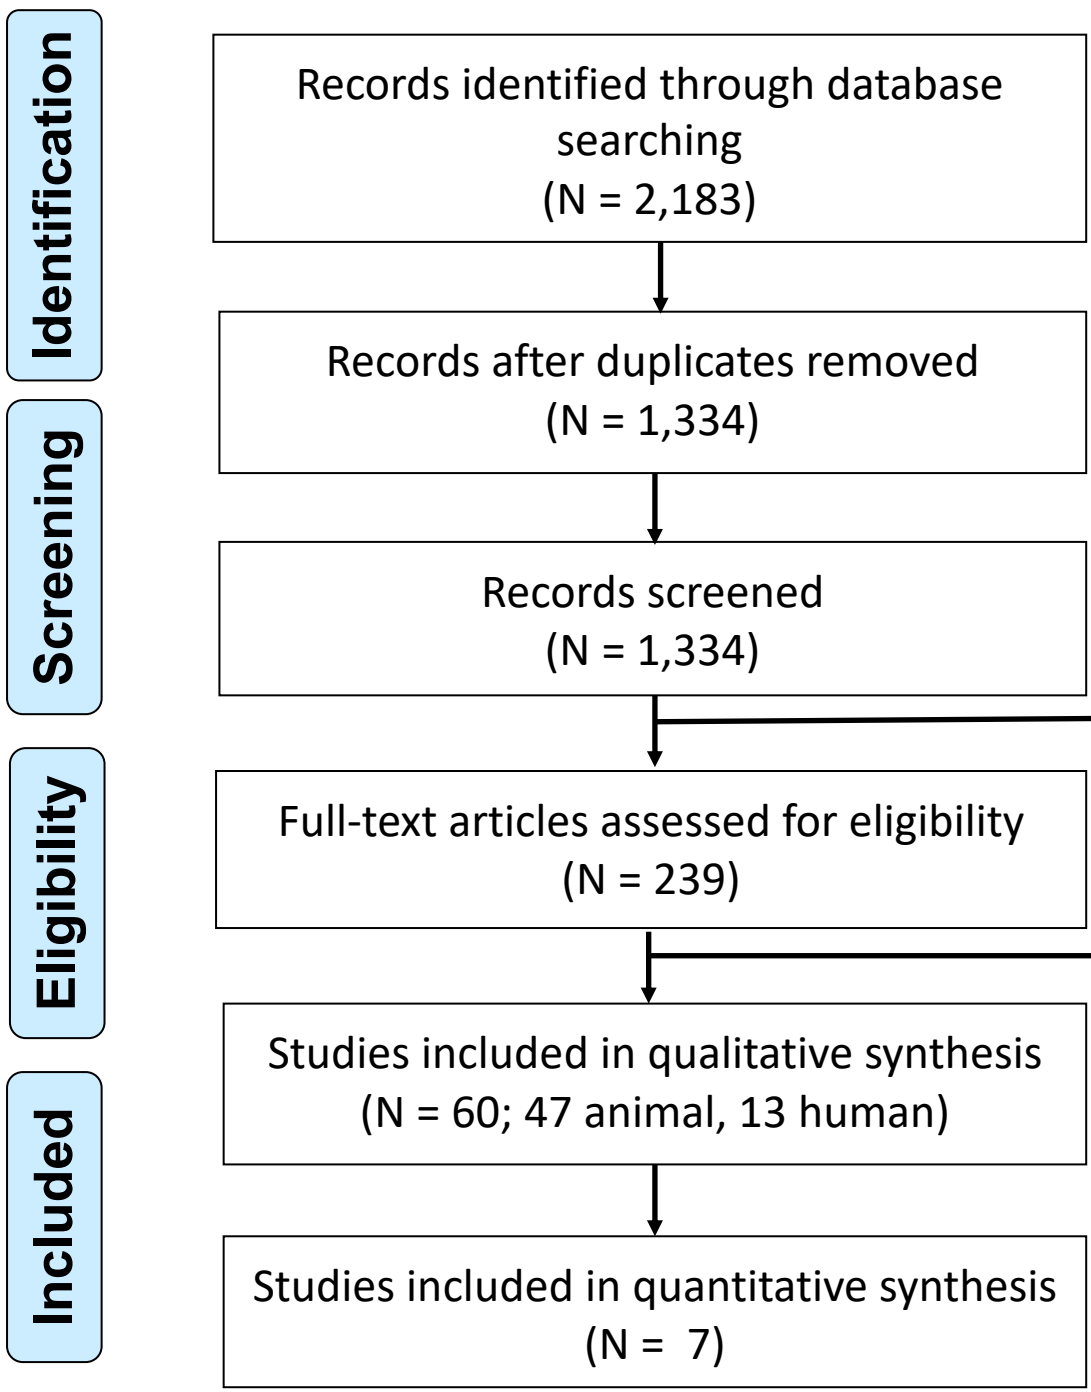 Identification
Records identified through database
searching
(N = 2,183)
Records after duplicates removed
(N = 1,334)
Screening
Records screened
(N = 1,334)
Eligibility
Full-text articles assessed for eligibility
(N = 239)
Included
Studies included in qualitative synthesis
(N = 60; 47 animal, 13 human)
Studies included in quantitative synthesis
(N =  7)